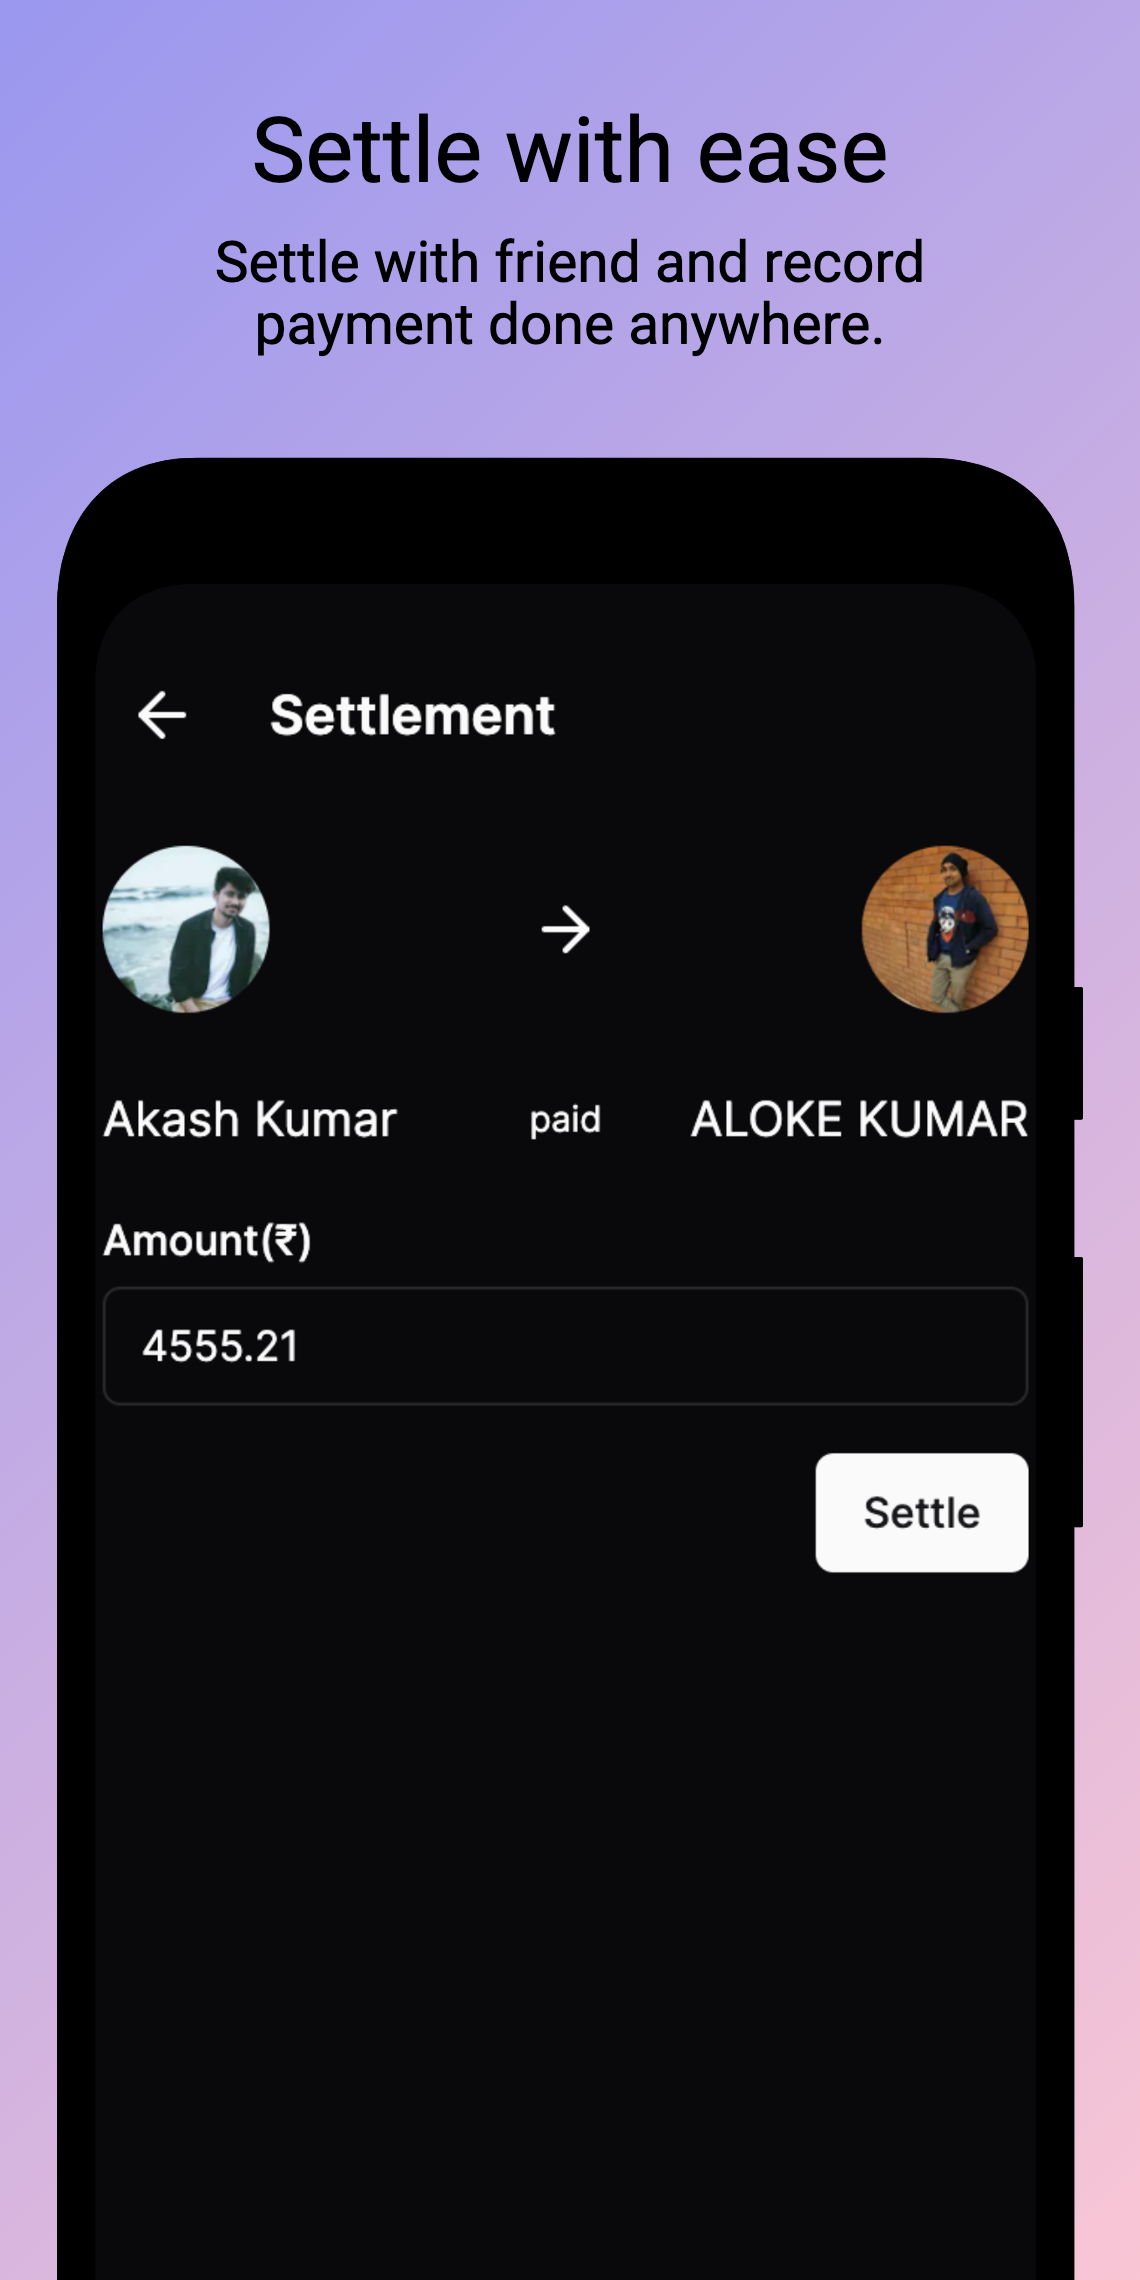 Settle with ease
Settle with friend and record
payment done anywhere.
Settlement
Akash Kumar paid ALOKE KUMAR
Amount(₹)
4555.21
Settle